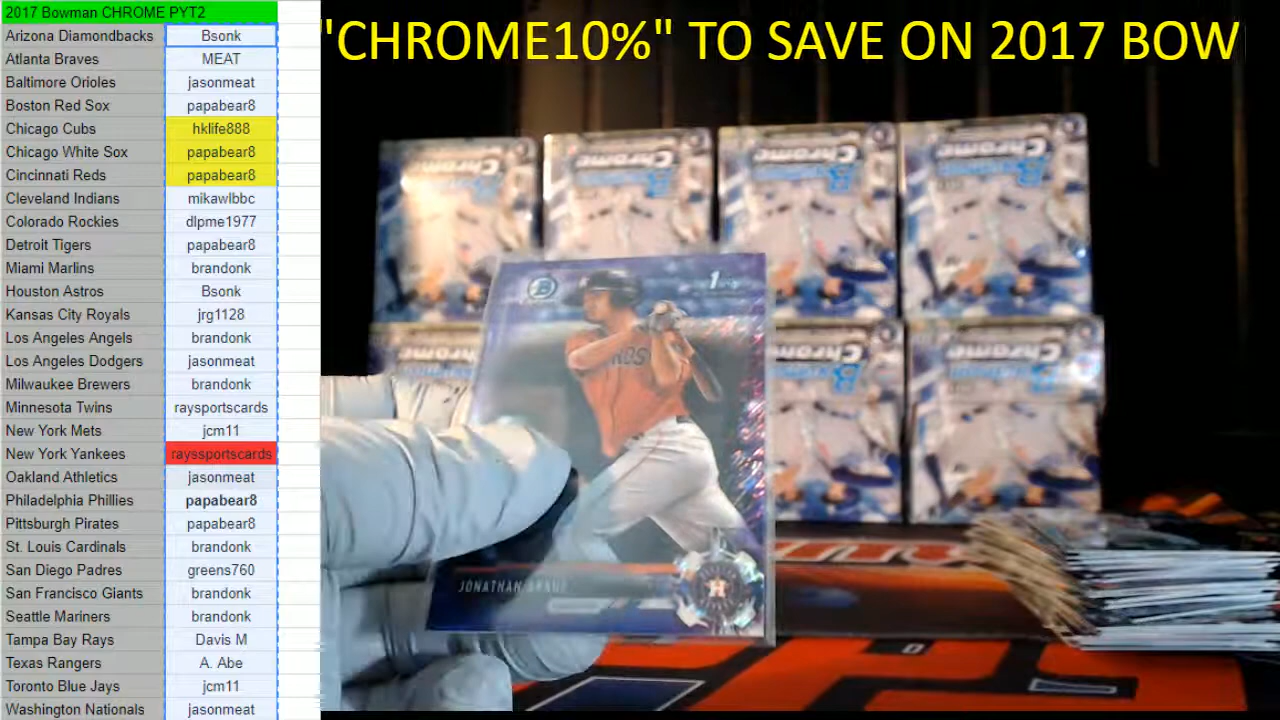 2017 Bowman CHROME PYT2
Arizona Diamondbacks Bsonk
Atlanta Braves MEAT
Baltimore Orioles jasonmeat
Boston Red Sox papabear8
Chicago Cubs hklife888
Chicago White Sox papabear8
Cincinnati Reds papabear8
Cleveland Indians mikawlbbc
Colorado Rockies dlpme1977
Detroit Tigers papabear8
Miami Marlins brandonk
Houston Astros Bsonk
Kansas City Royals jrg1128
Los Angeles Angels brandonk
Los Angeles Dodgers jasonmeat
Milwaukee Brewers brandonk
Minnesota Twins raysportscards
New York Mets jcm11
New York Yankees rayssportscards
Oakland Athletics jasonmeat
Philadelphia Phillies papabear8
Pittsburgh Pirates papabear8
St. Louis Cardinals brandonk
San Diego Padres greens760
San Francisco Giants brandonk
Seattle Mariners brandonk
Tampa Bay Rays Davis M
Texas Rangers A. Abe
Toronto Blue Jays jcm11
Washington Nationals jasonmeat
"CHROME10%" TO SAVE ON 2017 BOW
Chrome
Chrome
Chrome
Chrome
B
1st
JONATHAN
H